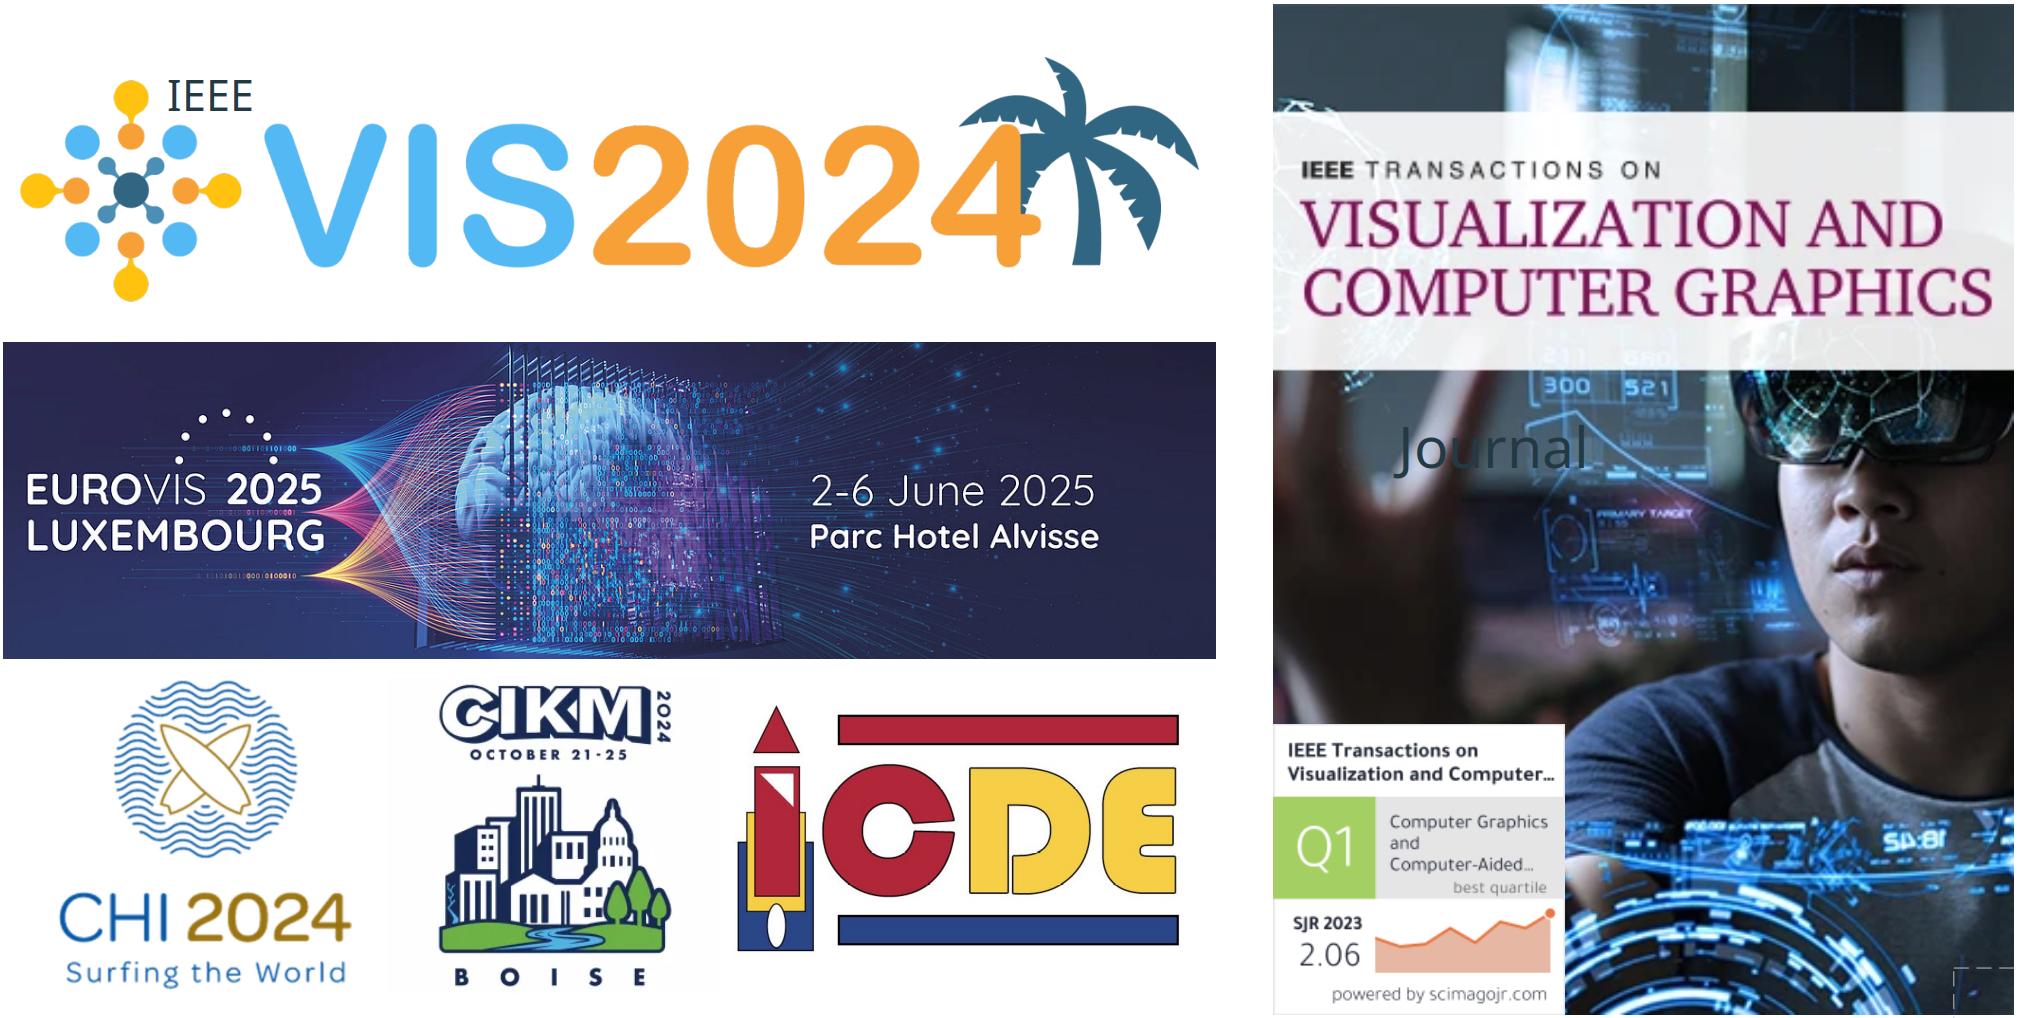 IEEE
VIS2024
EUROVIS 2025
LUXEMBOURG
2-6 June 2025
Parc Hotel Alvisse
CHI 2024
Surfing the World
CIKM 2024
OCTOBER 21-25
BOISE
iCDE
IEEE TRANSACTIONS ON
VISUALIZATION AND
COMPUTER GRAPHICS
300 521
Journal
PRIMARY TARGET
IEEE Transactions on
Visualization and Computer...
Q1
Computer Graphics
and
Computer-Aided...
best quartile
SJR 2023
2.06
powered by scimagojr.com